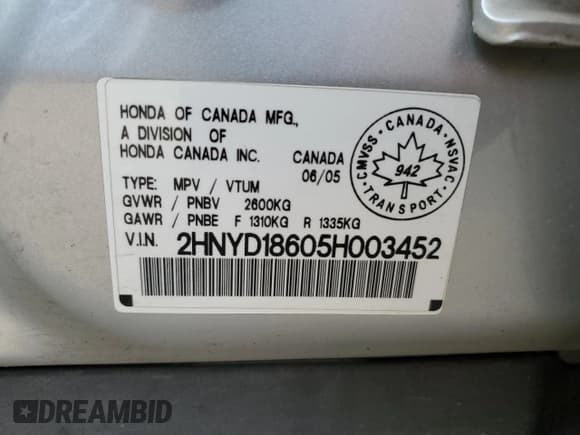 HONDA OF CANADA MFG.,
A DIVISION OF
HONDA CANADA INC. CANADA
06/05
TYPE: MPV / VTUM
GVWR / PNBV 2600KG
GAWR / PNBE F 1310KG R 1335KG
V.I.N. 2HNYD18605H003452
CMVSS · CANADA · NSVAC
942
TRANSPORT
DREAMBID